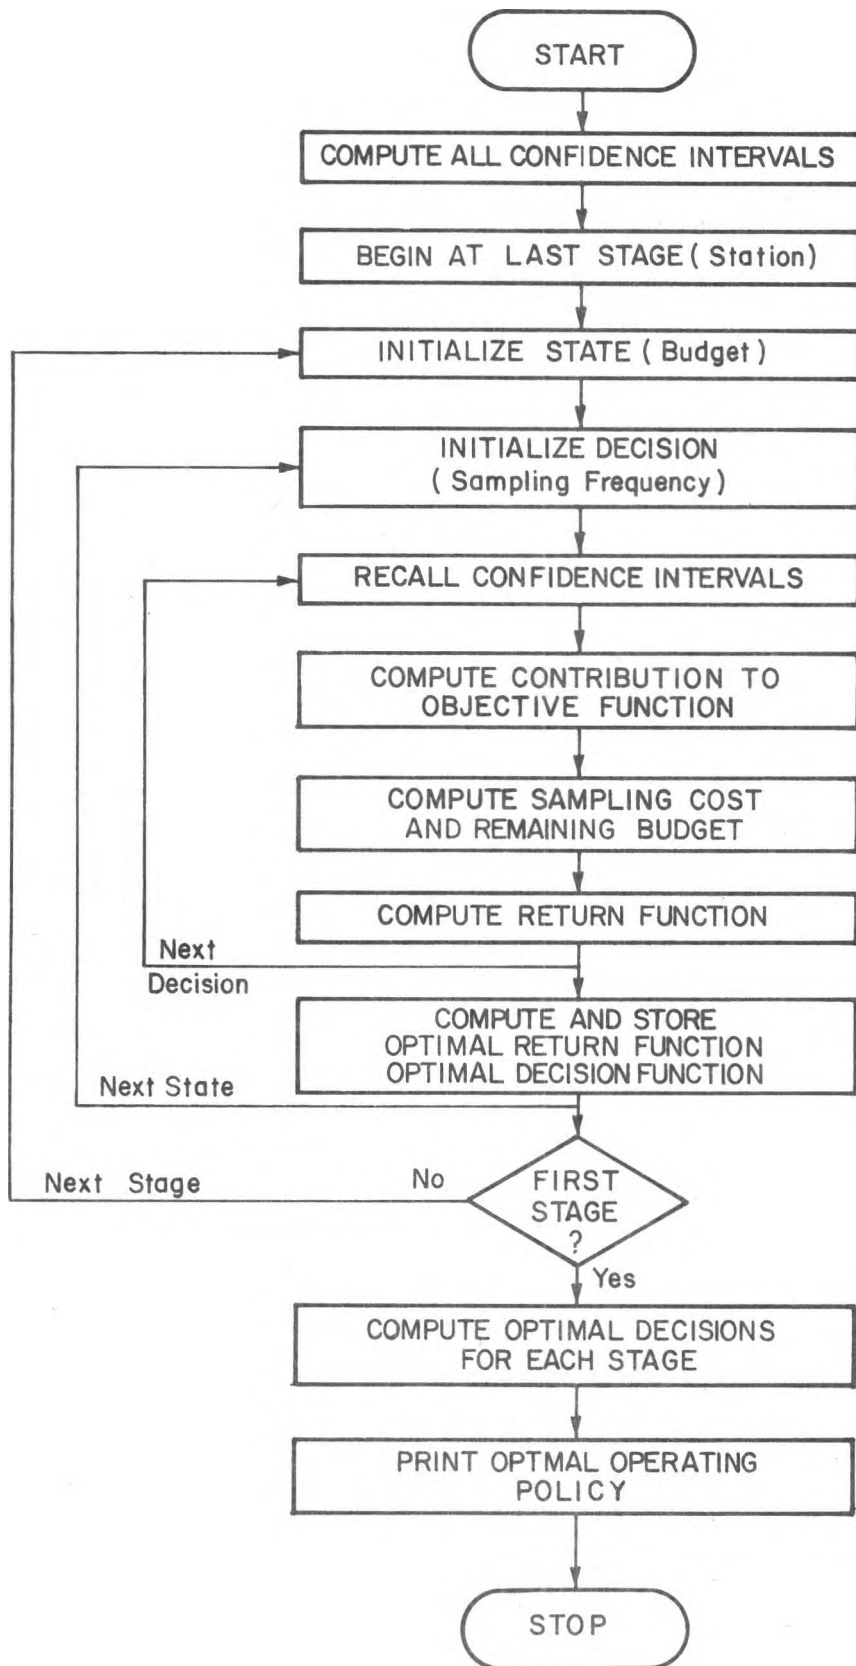 START
COMPUTE ALL CONFIDENCE INTERVALS
BEGIN AT LAST STAGE (Station)
INITIALIZE STATE (Budget)
INITIALIZE DECISION
(Sampling Frequency)
RECALL CONFIDENCE INTERVALS
COMPUTE CONTRIBUTION TO
OBJECTIVE FUNCTION
COMPUTE SAMPLING COST
AND REMAINING BUDGET
COMPUTE RETURN FUNCTION
Next
Decision
COMPUTE AND STORE
OPTIMAL RETURN FUNCTION
OPTIMAL DECISION FUNCTION
Next State
Next Stage
No
FIRST
STAGE
?
Yes
COMPUTE OPTIMAL DECISIONS
FOR EACH STAGE
PRINT OPTMAL OPERATING
POLICY
STOP